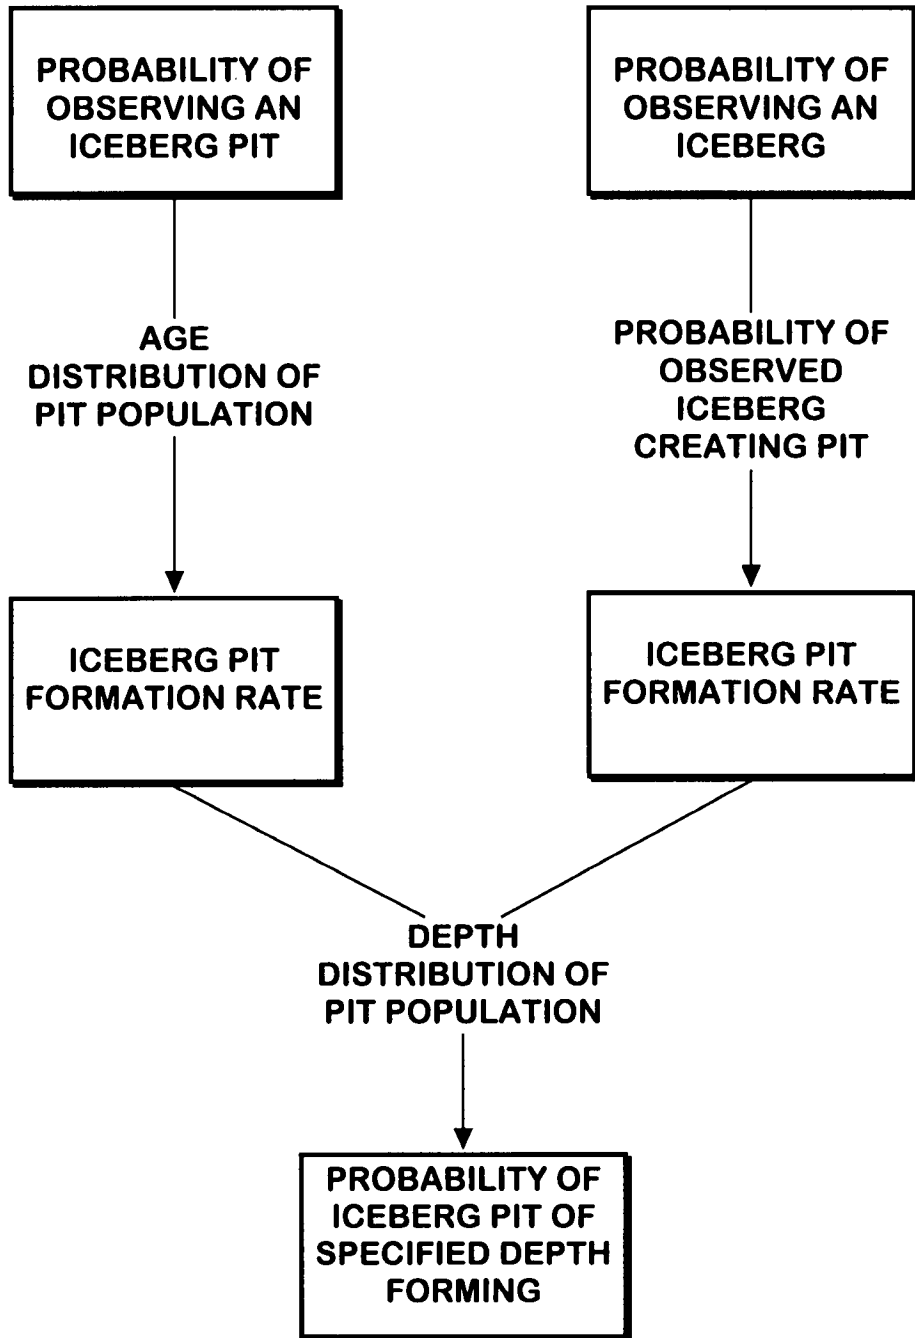 PROBABILITY OF
OBSERVING AN
ICEBERG PIT
PROBABILITY OF
OBSERVING AN
ICEBERG
AGE
DISTRIBUTION OF
PIT POPULATION
PROBABILITY OF
OBSERVED
ICEBERG
CREATING PIT
ICEBERG PIT
FORMATION RATE
ICEBERG PIT
FORMATION RATE
DEPTH
DISTRIBUTION OF
PIT POPULATION
PROBABILITY OF
ICEBERG PIT OF
SPECIFIED DEPTH
FORMING